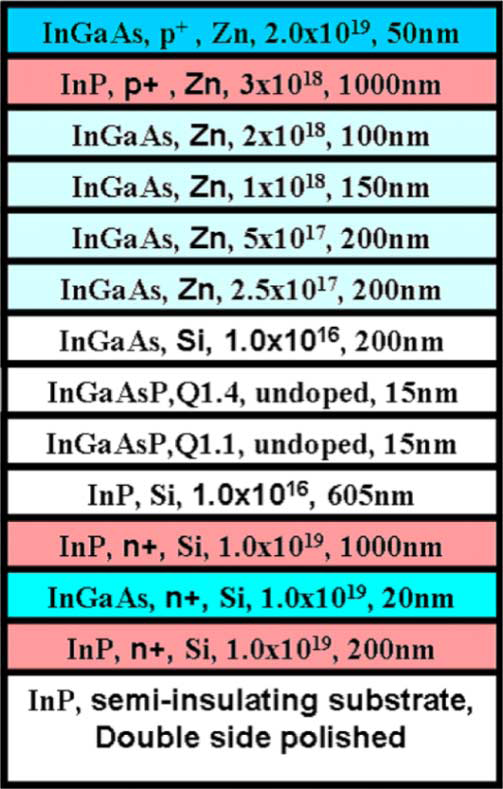 InGaAs, p⁺ , Zn, 2.0x10¹⁹, 50nm
InP, p+ , Zn, 3x10¹⁸, 1000nm
InGaAs, Zn, 2x10¹⁸, 100nm
InGaAs, Zn, 1x10¹⁸, 150nm
InGaAs, Zn, 5x10¹⁷, 200nm
InGaAs, Zn, 2.5x10¹⁷, 200nm
InGaAs, Si, 1.0x10¹⁶, 200nm
InGaAsP,Q1.4, undoped, 15nm
InGaAsP,Q1.1, undoped, 15nm
InP, Si, 1.0x10¹⁶, 605nm
InP, n+, Si, 1.0x10¹⁹, 1000nm
InGaAs, n+, Si, 1.0x10¹⁹, 20nm
InP, n+, Si, 1.0x10¹⁹, 200nm
InP, semi-insulating substrate,
Double side polished